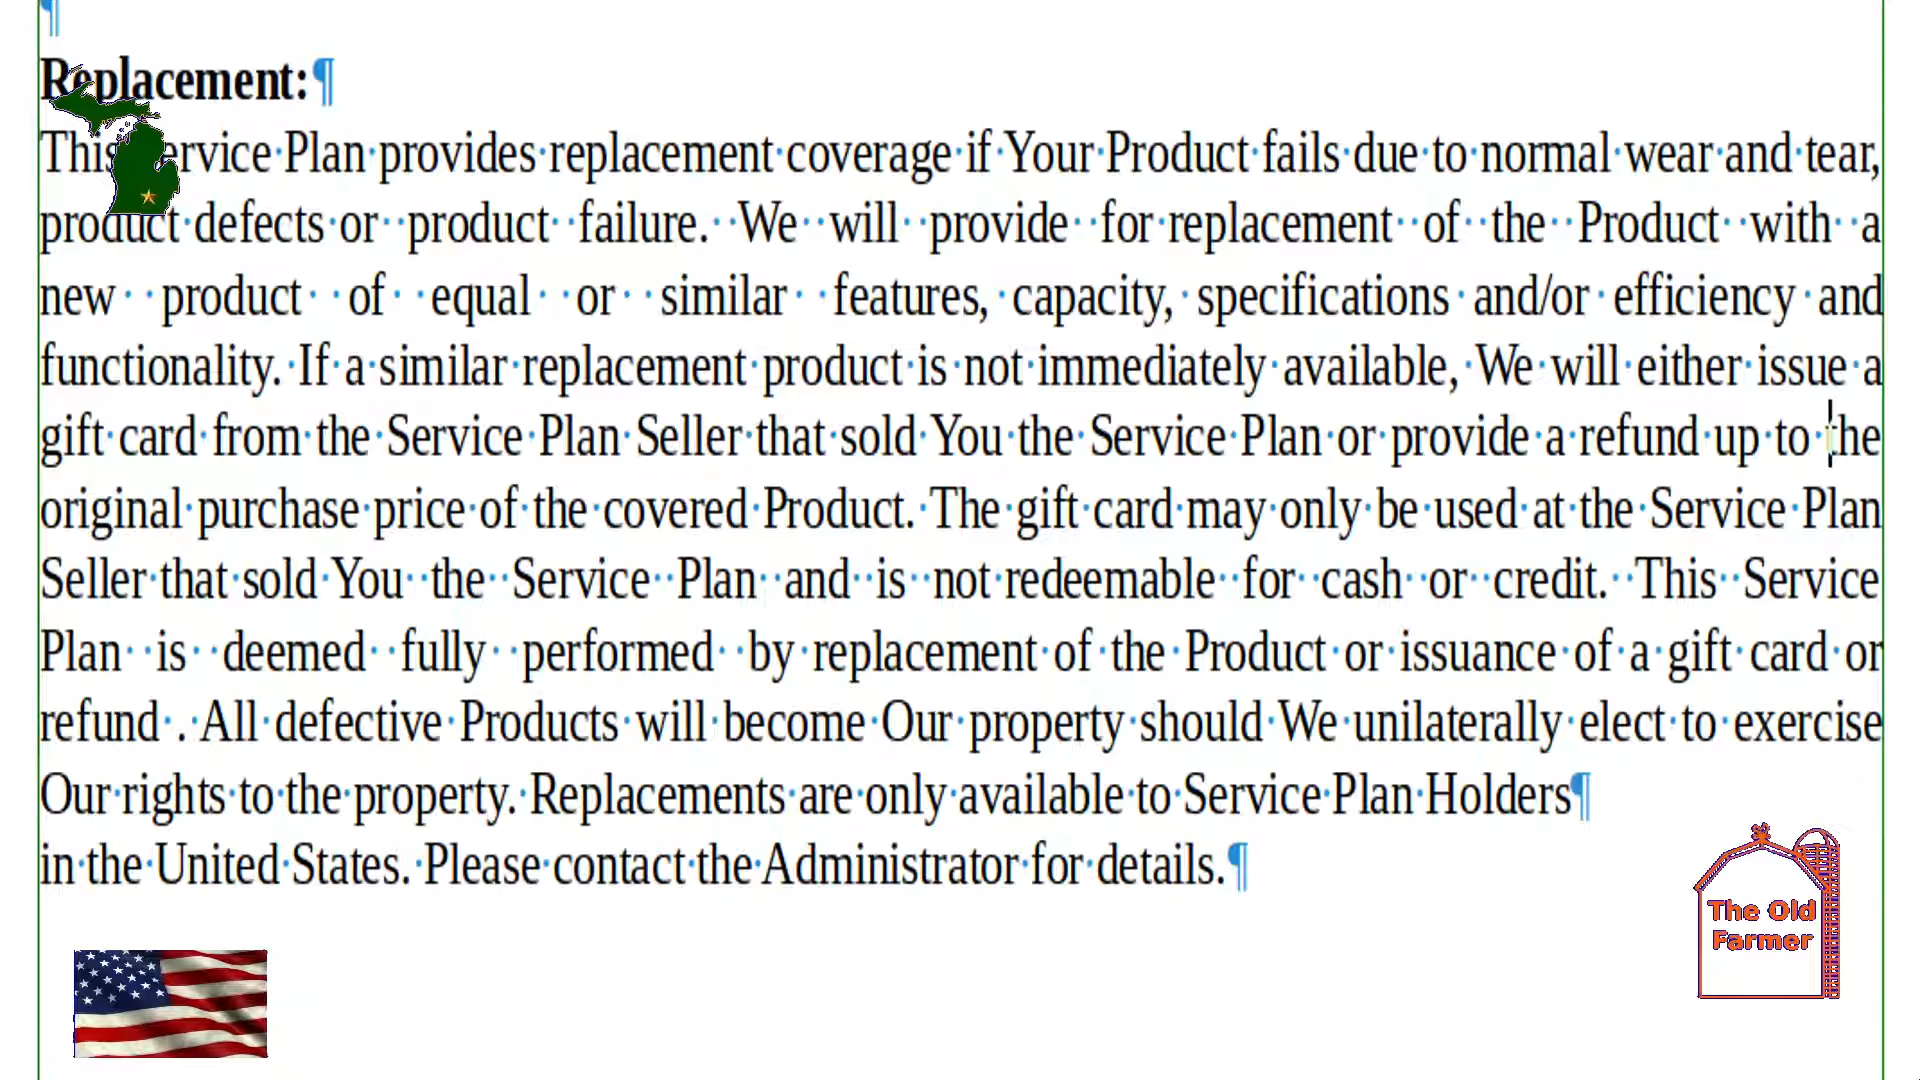 Replacement:
This Service Plan provides replacement coverage if Your Product fails due to normal wear and tear,
product defects or product failure. We will provide for replacement of the Product with a
new product of equal or similar features, capacity, specifications and/or efficiency and
functionality. If a similar replacement product is not immediately available, We will either issue a
gift card from the Service Plan Seller that sold You the Service Plan or provide a refund up to the
original purchase price of the covered Product. The gift card may only be used at the Service Plan
Seller that sold You the Service Plan and is not redeemable for cash or credit. This Service
Plan is deemed fully performed by replacement of the Product or issuance of a gift card or
refund . All defective Products will become Our property should We unilaterally elect to exercise
Our rights to the property. Replacements are only available to Service Plan Holders
in the United States. Please contact the Administrator for details.
The Old
Farmer